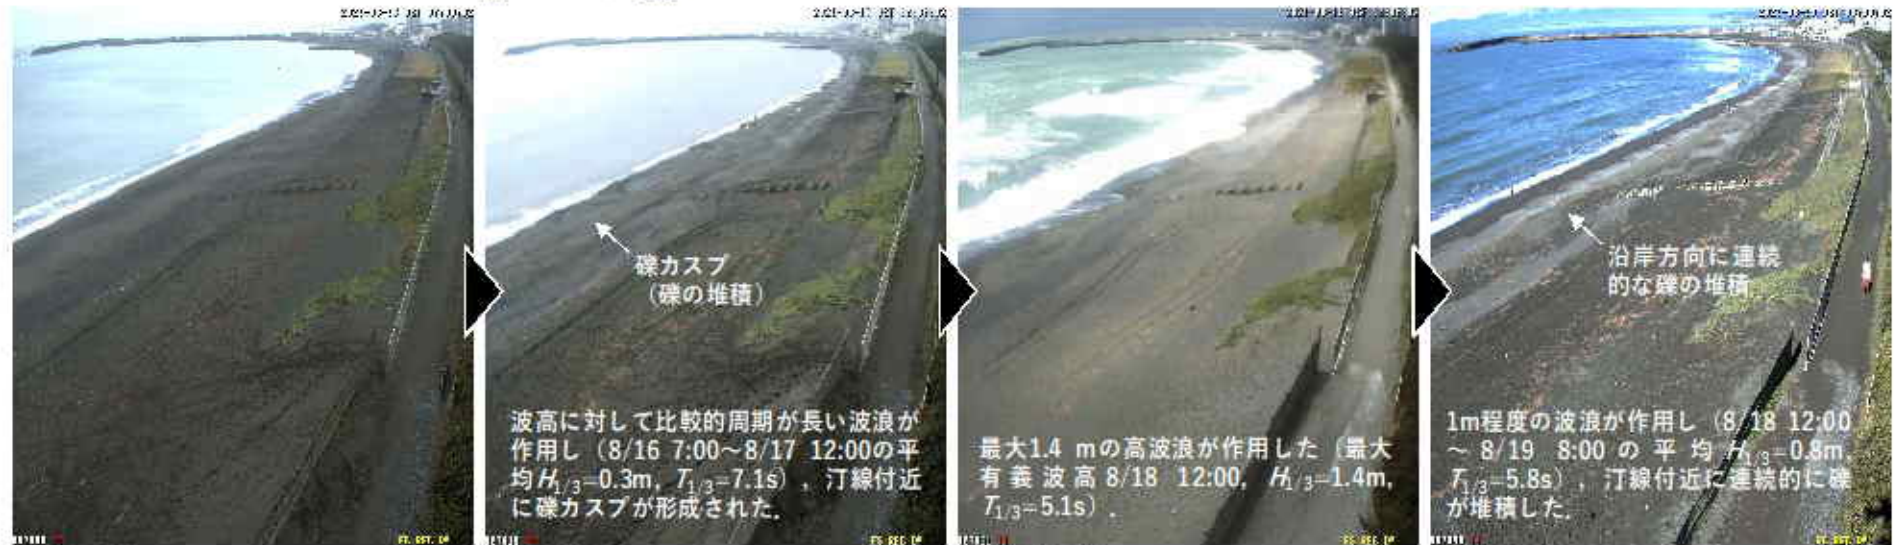 礫カスプ
（礫の堆積）
波高に対して比較的周期が長い波浪が
作用し（8/16 7:00～8/17 12:00の平
均H1/3=0.3m, T1/3=7.1s），汀線付近
に礫カスプが形成された．
最大1.4 mの高波浪が作用した（最大
有義波高8/18 12:00, H1/3=1.4m,
T1/3=5.1s）．
沿岸方向に連続
的な礫の堆積
1m程度の波浪が作用し（8/18 12:00
～8/19 8:00の平均H1/3=0.8m,
T1/3=5.8s），汀線付近に連続的に礫
が堆積した．